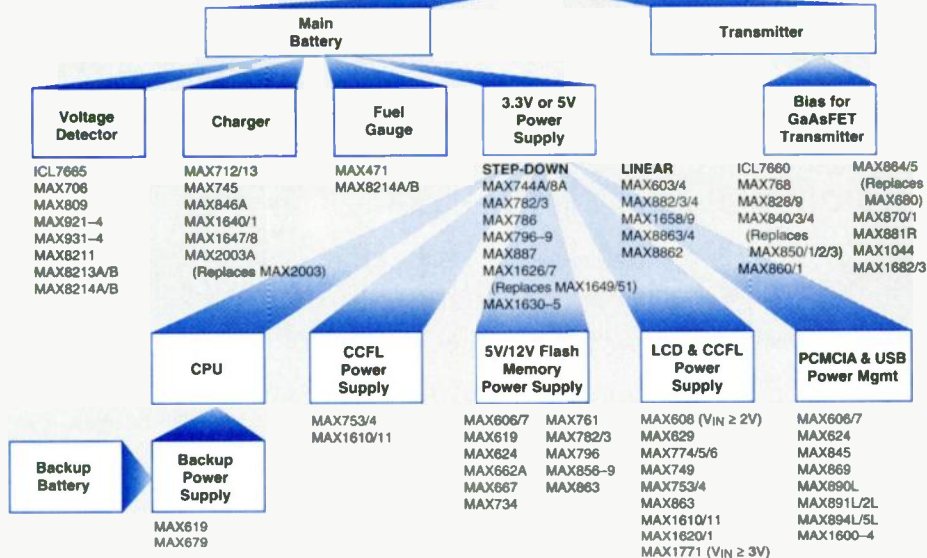 Main
Battery
Transmitter
Voltage
Detector
ICL7665
MAX706
MAX809
MAX921–4
MAX931–4
MAX8211
MAX8213A/B
MAX8214A/B
Charger
MAX712/13
MAX745
MAX846A
MAX1640/1
MAX1647/8
MAX2003A
(Replaces MAX2003)
Fuel
Gauge
MAX471
MAX8214A/B
3.3V or 5V
Power
Supply
STEP-DOWN
MAX744A/8A
MAX782/3
MAX786
MAX796–9
MAX887
MAX1626/7
(Replaces MAX1649/51)
MAX1630–5
LINEAR
MAX603/4
MAX882/3/4
MAX1658/9
MAX8863/4
MAX8862
Bias for
GaAsFET
Transmitter
ICL7660
MAX768
MAX828/9
MAX840/3/4
(Replaces
MAX850/1/2/3)
MAX860/1
MAX864/5
(Replaces
MAX680)
MAX870/1
MAX881R
MAX1044
MAX1682/3
CPU
CCFL
Power
Supply
MAX753/4
MAX1610/11
5V/12V Flash
Memory
Power Supply
MAX606/7
MAX619
MAX624
MAX662A
MAX667
MAX734
MAX761
MAX782/3
MAX796
MAX856–9
MAX863
LCD & CCFL
Power
Supply
MAX608 (VIN ≥ 2V)
MAX629
MAX774/5/6
MAX749
MAX753/4
MAX863
MAX1610/11
MAX1620/1
MAX1771 (VIN ≥ 3V)
PCMCIA & USB
Power Mgmt
MAX606/7
MAX624
MAX845
MAX869
MAX890L
MAX891L/2L
MAX894L/5L
MAX1600–4
Backup
Battery
Backup
Power
Supply
MAX619
MAX679